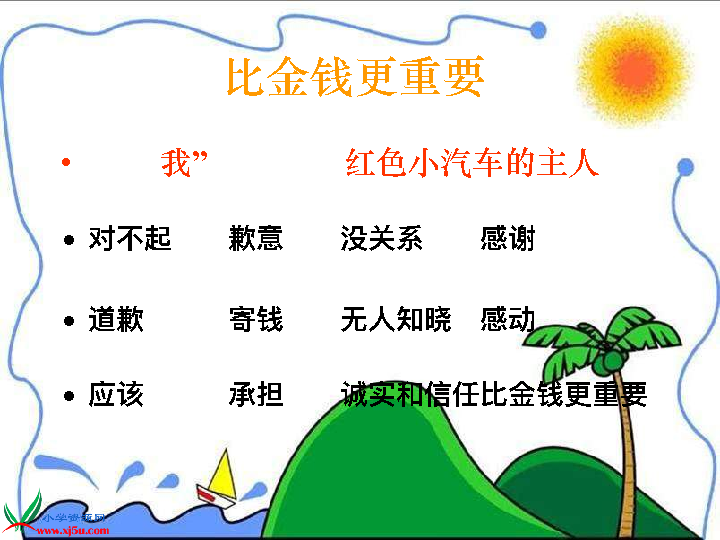 比金钱更重要
• 我” 红色小汽车的主人
• 对不起 歉意 没关系 感谢
• 道歉 寄钱 无人知晓 感动
• 应该 承担 诚实和信任比金钱更重要
小学资源网
www.xj5u.com